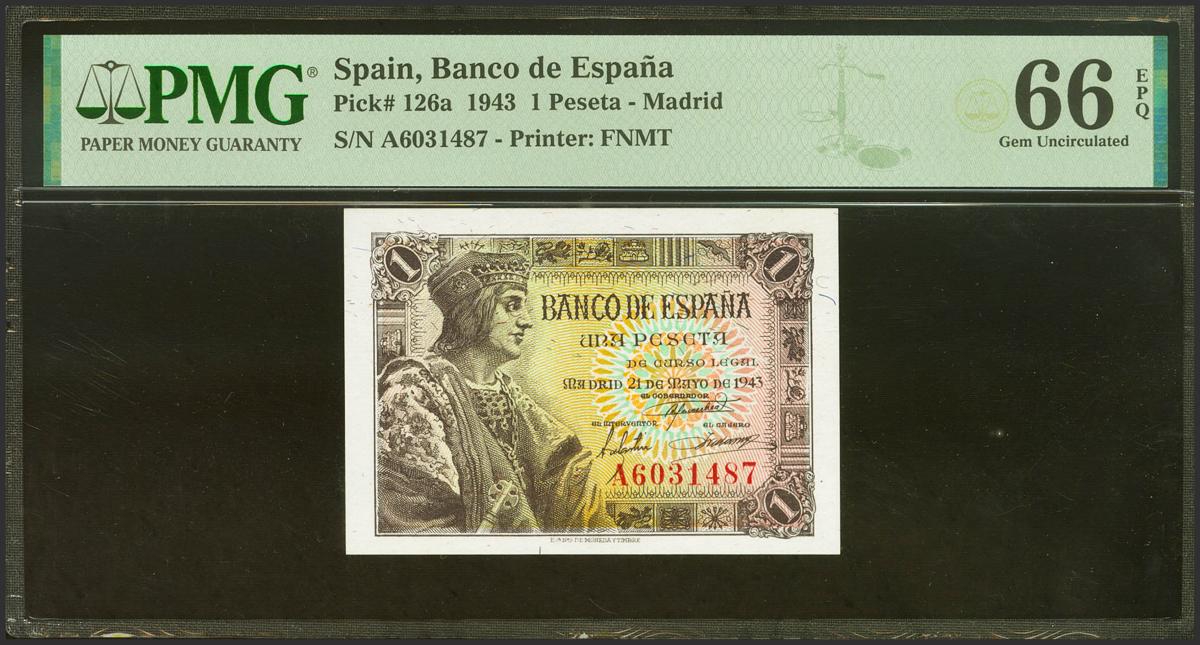 PMG®
PAPER MONEY GUARANTY
Spain, Banco de España
Pick# 126a 1943 1 Peseta - Madrid
S/N A6031487 - Printer: FNMT
66
EPQ
Gem Uncirculated
1
1
BANCO DE ESPAÑA
UNA PESETA
DE CURSO LEGAL
MADRID 21 DE MAYO DE 1943
EL GOBERNADOR
EL INTERVENTOR
EL CAJERO
A6031487
1